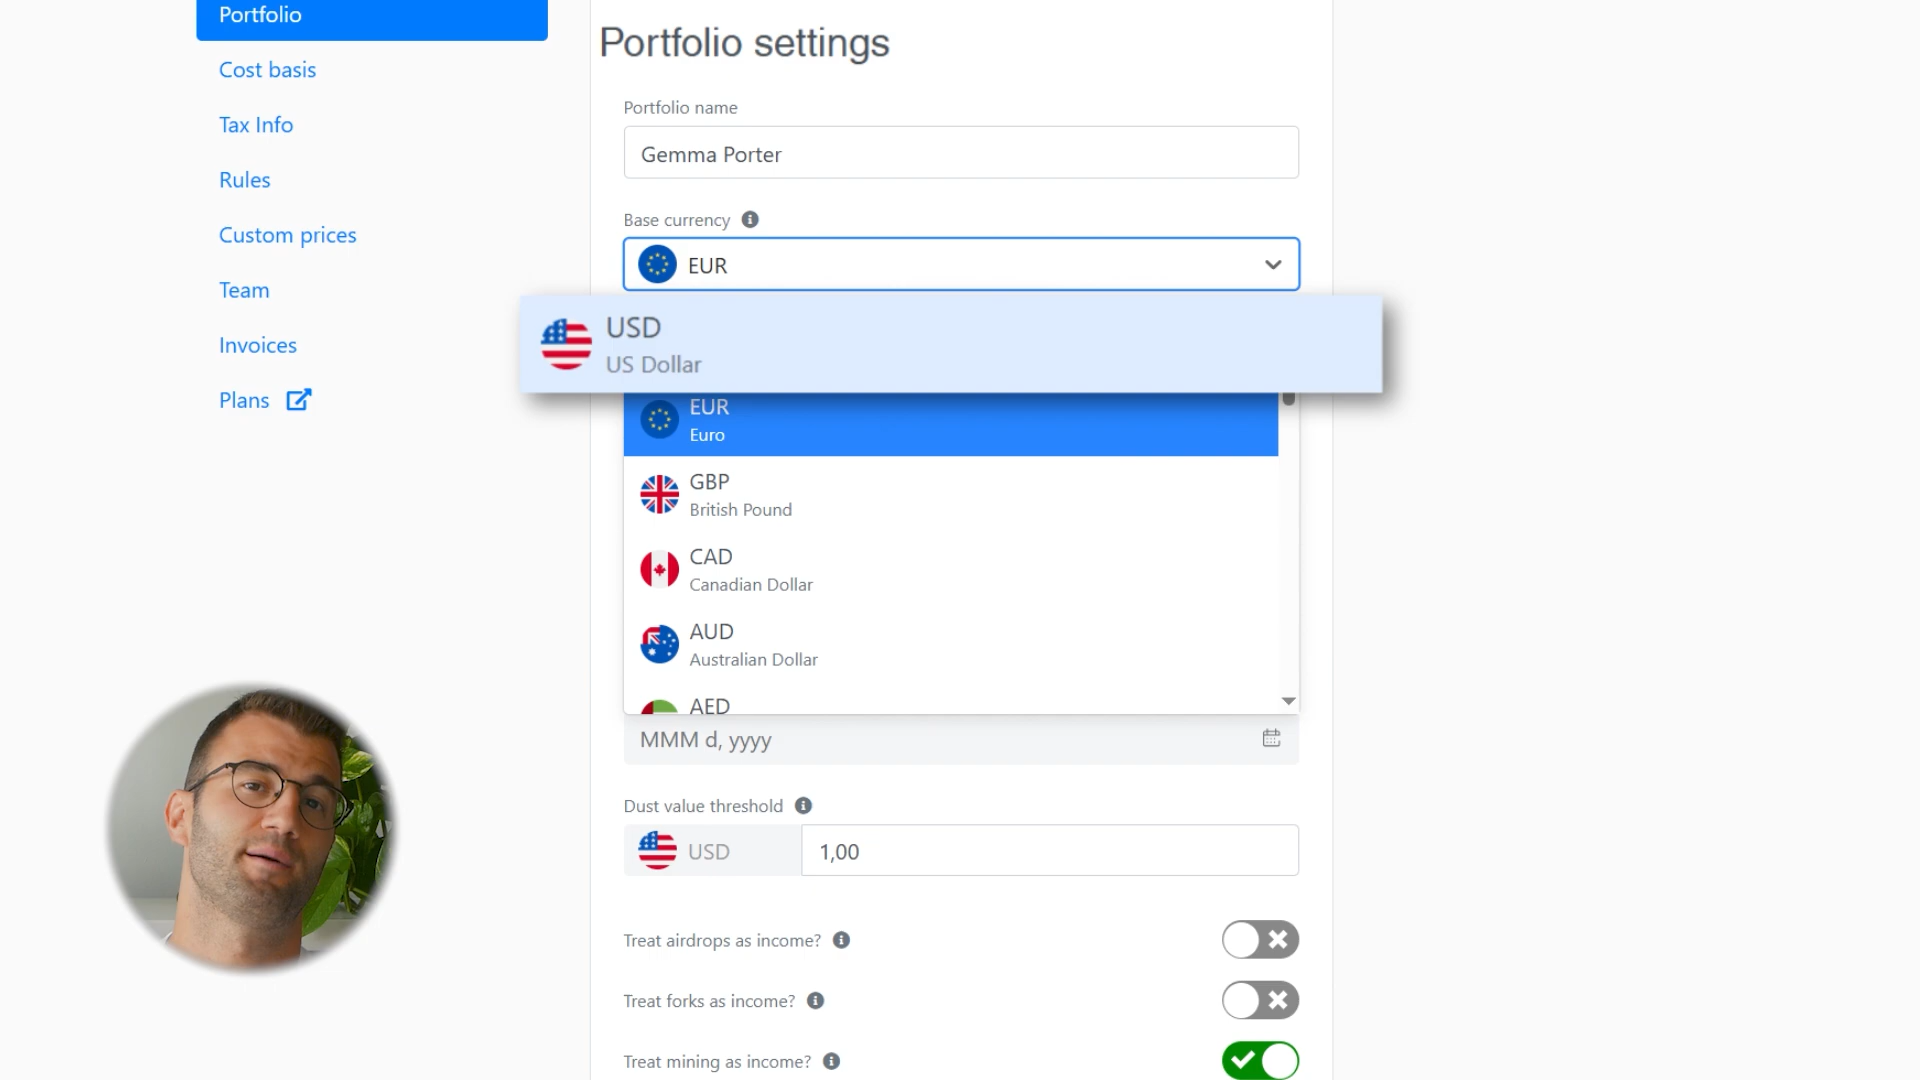 Portfolio
Cost basis
Tax Info
Rules
Custom prices
Team
Invoices
Plans
Portfolio settings
Portfolio name
Gemma Porter
Base currency
EUR
USD
US Dollar
EUR
Euro
GBP
British Pound
CAD
Canadian Dollar
AUD
Australian Dollar
AED
MMM d, yyyy
Dust value threshold
USD 1,00
Treat airdrops as income?
Treat forks as income?
Treat mining as income?